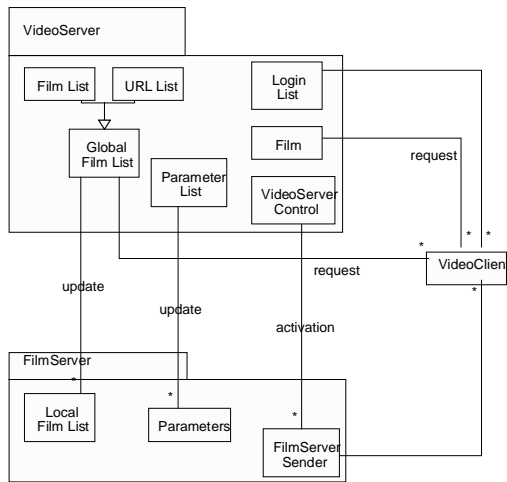 VideoServer
Film List
URL List
Login
List
Global
Film List
Film
request
Parameter
List
VideoServer
Control
*
*
*
VideoClien
request
*
update
update
activation
FilmServer
*
*
*
Local
Film List
Parameters
FilmServer
Sender